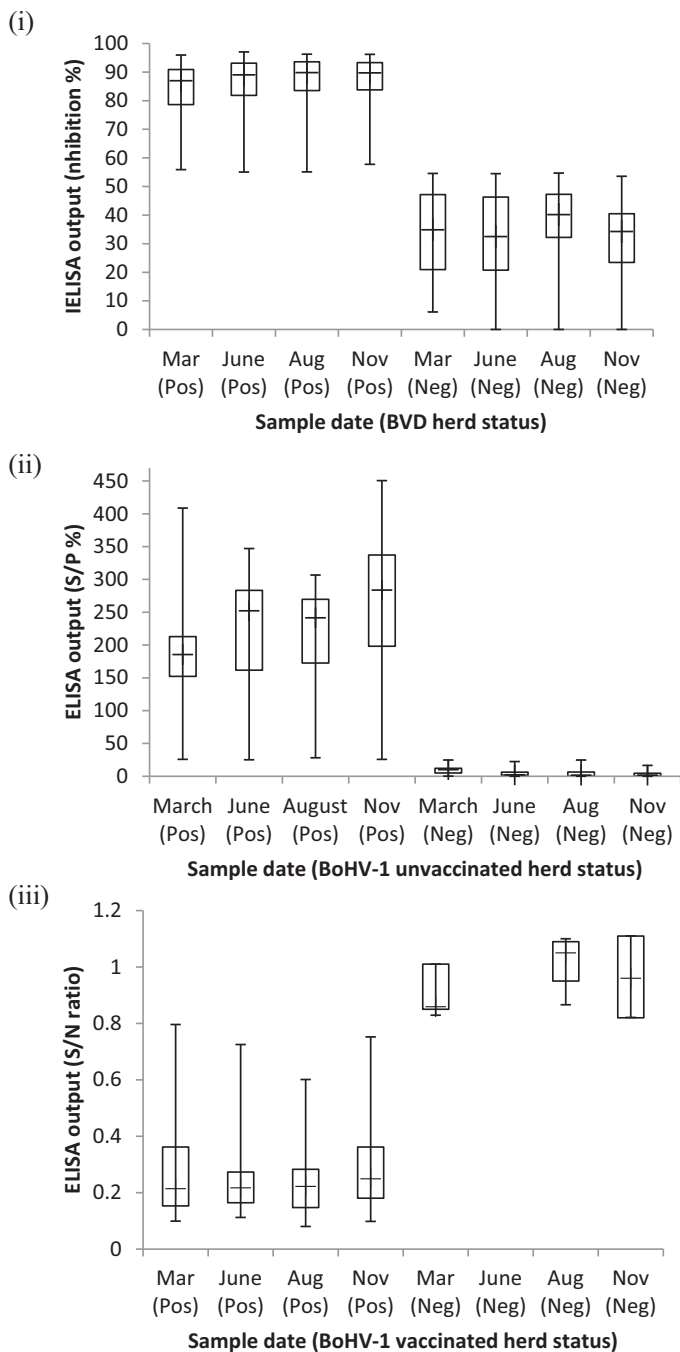 (i)
IELISA output (nhibition %)
100
90
80
70
60
50
40
30
20
10
0
Mar June Aug Nov Mar June Aug Nov
(Pos) (Pos) (Pos) (Pos) (Neg) (Neg) (Neg) (Neg)
Sample date (BVD herd status)
(ii)
ELISA output (S/P %)
450
400
350
300
250
200
150
100
50
0
March June August Nov March June Aug Nov
(Pos) (Pos) (Pos) (Pos) (Neg) (Neg) (Neg) (Neg)
Sample date (BoHV-1 unvaccinated herd status)
(iii)
ELISA output (S/N ratio)
1.2
1
0.8
0.6
0.4
0.2
0
Mar June Aug Nov Mar June Aug Nov
(Pos) (Pos) (Pos) (Pos) (Neg) (Neg) (Neg) (Neg)
Sample date (BoHV-1 vaccinated herd status)